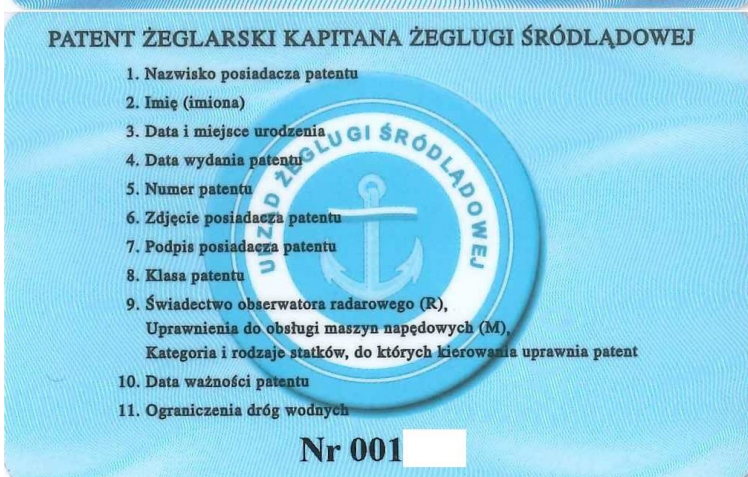 PATENT ŻEGLARSKI KAPITANA ŻEGLUGI ŚRÓDLĄDOWEJ
1. Nazwisko posiadacza patentu
2. Imię (imiona)
3. Data i miejsce urodzenia
4. Data wydania patentu
5. Numer patentu
6. Zdjęcie posiadacza patentu
7. Podpis posiadacza patentu
8. Klasa patentu
9. Świadectwo obserwatora radarowego (R),
Uprawnienia do obsługi maszyn napędowych (M),
Kategoria i rodzaje statków, do których kierowania uprawnia patent
10. Data ważności patentu
11. Ograniczenia dróg wodnych
URZĄD ŻEGLUGI ŚRÓDLĄDOWEJ
Nr 001